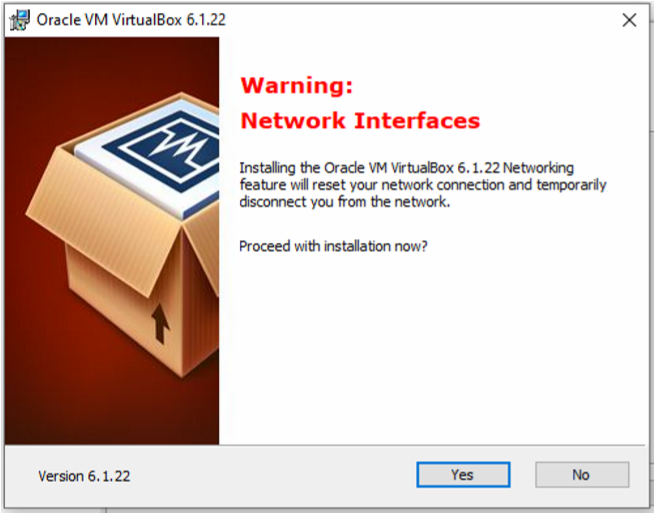 Oracle VM VirtualBox 6.1.22
Warning:
Network Interfaces
Installing the Oracle VM VirtualBox 6.1.22 Networking
feature will reset your network connection and temporarily
disconnect you from the network.
Proceed with installation now?
Version 6.1.22
Yes
No